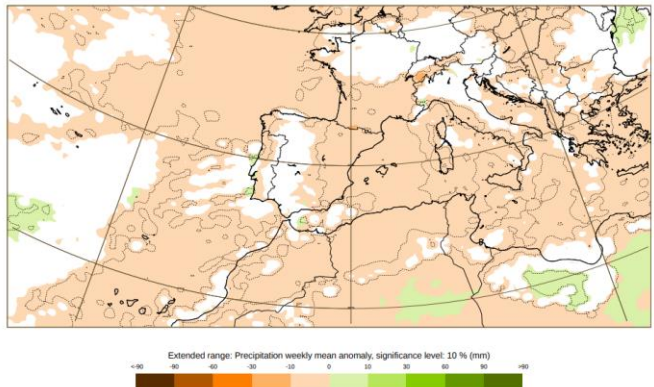 Extended range: Precipitation weekly mean anomaly, significance level: 10 % (mm)
<-90 -90 -60 -30 -10 0 10 30 60 90 >90